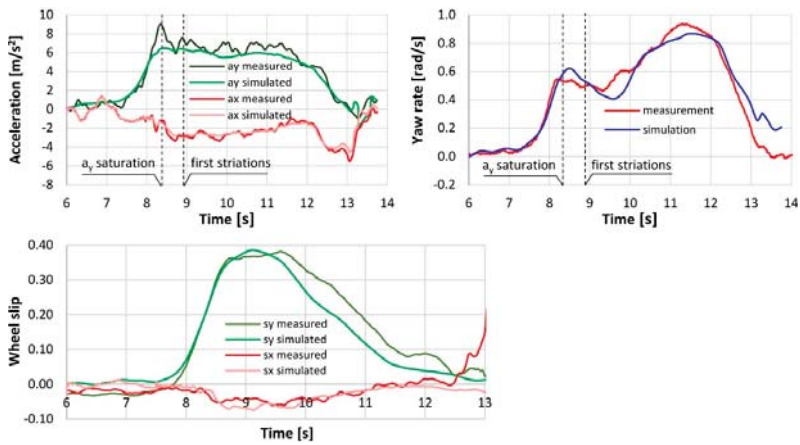 Acceleration [m/s²]
10
8
6
4
2
0
-2
-4
-6
-8
ay measured
ay simulated
ax measured
ax simulated
ay saturation
first striations
6 7 8 9 10 11 12 13 14
Time [s]
Yaw rate [rad/s]
1.0
0.8
0.6
0.4
0.2
0.0
-0.2
measurement
simulation
ay saturation
first striations
6 7 8 9 10 11 12 13 14
Time [s]
Wheel slip
0.40
0.30
0.20
0.10
0.00
-0.10
sy measured
sy simulated
sx measured
sx simulated
6 7 8 9 10 11 12 13
Time [s]